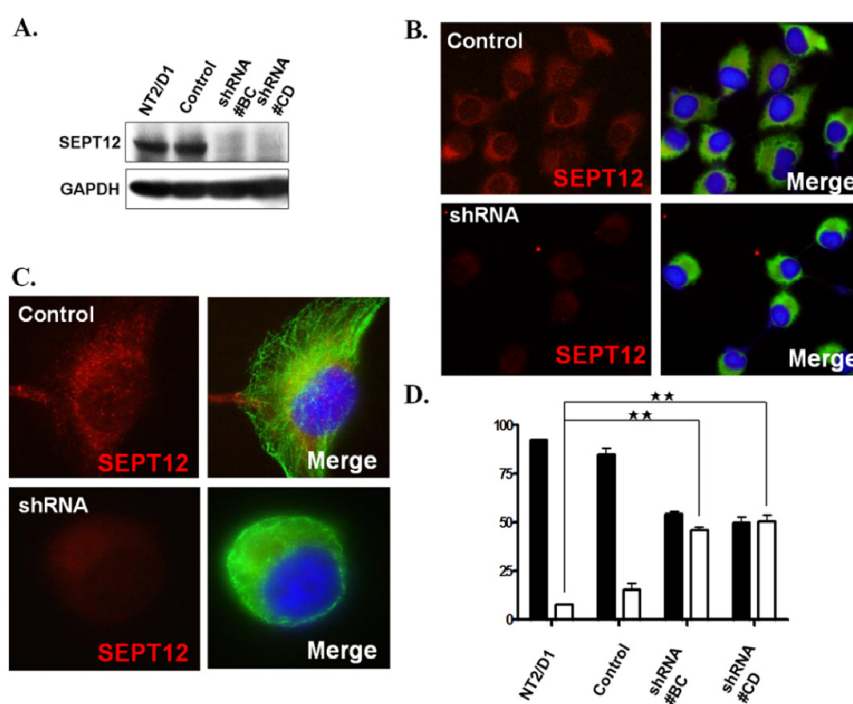 A.
NT2/D1
Control
shRNA #BC
shRNA #CD
SEPT12
GAPDH
B.
Control
SEPT12
Merge
shRNA
SEPT12
Merge
C.
Control
SEPT12
Merge
shRNA
SEPT12
Merge
D.
★★
★★
100
75
50
25
0
NT2/D1
Control
shRNA #BC
shRNA #CD